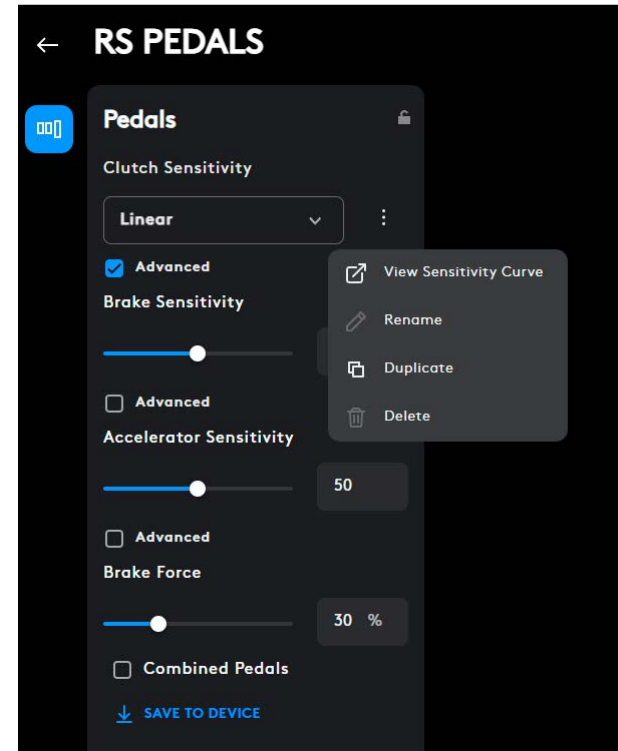 RS PEDALS
Pedals
Clutch Sensitivity
Linear
Advanced
View Sensitivity Curve
Brake Sensitivity
Rename
Duplicate
Advanced
Delete
Accelerator Sensitivity
50
Advanced
Brake Force
30 %
Combined Pedals
SAVE TO DEVICE